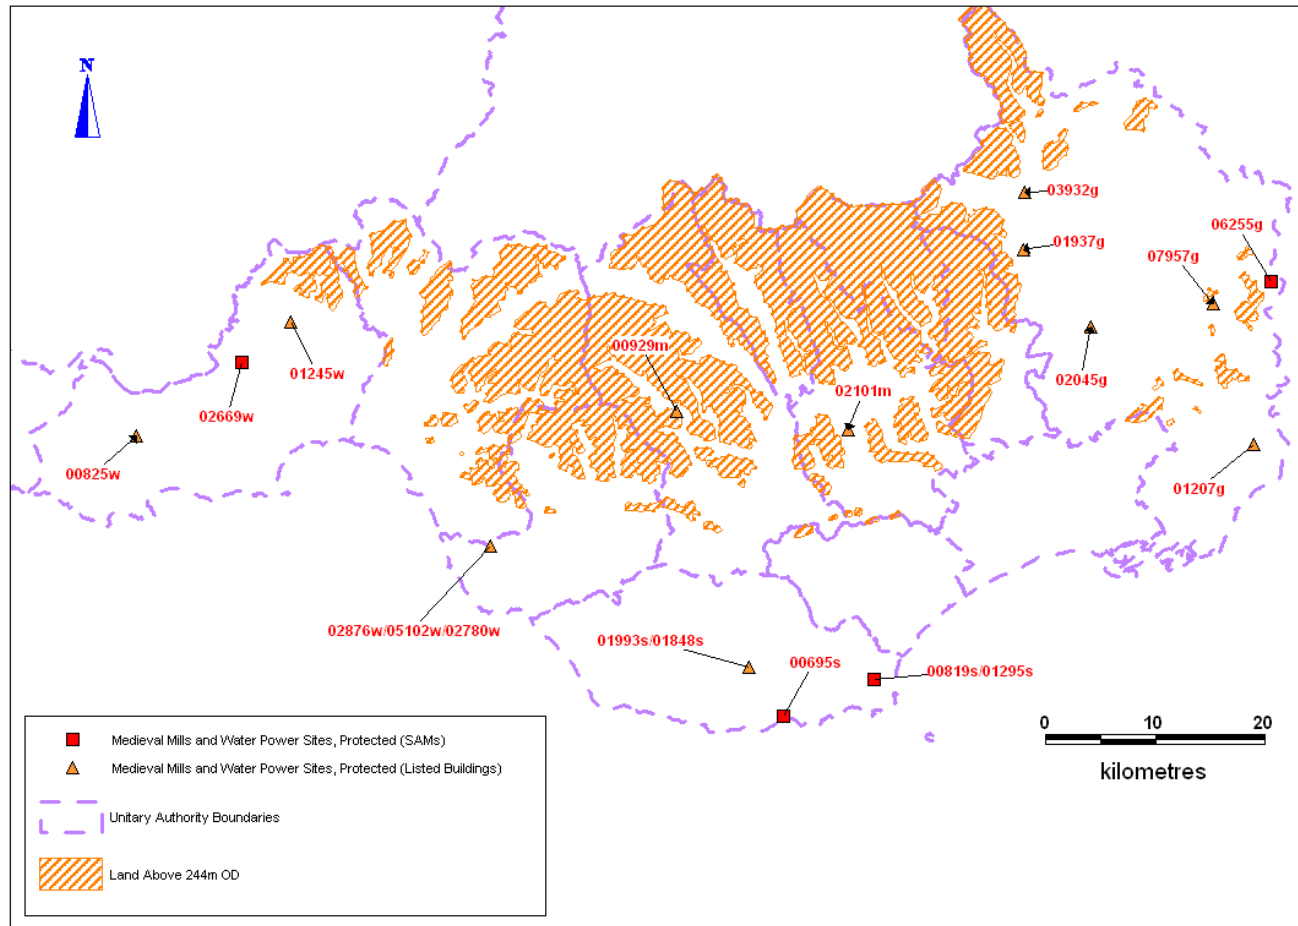 N
03932g
06255g
01937g
07957g
00929m
01245w
02045g
02101m
02669w
00825w
01207g
02876w/05102w/02780w
01993s/01848s
00695s
00819s/01295s
0 10 20
kilometres
Medieval Mills and Water Power Sites, Protected (SAMs)
Medieval Mills and Water Power Sites, Protected (Listed Buildings)
Unitary Authority Boundaries
Land Above 244m OD